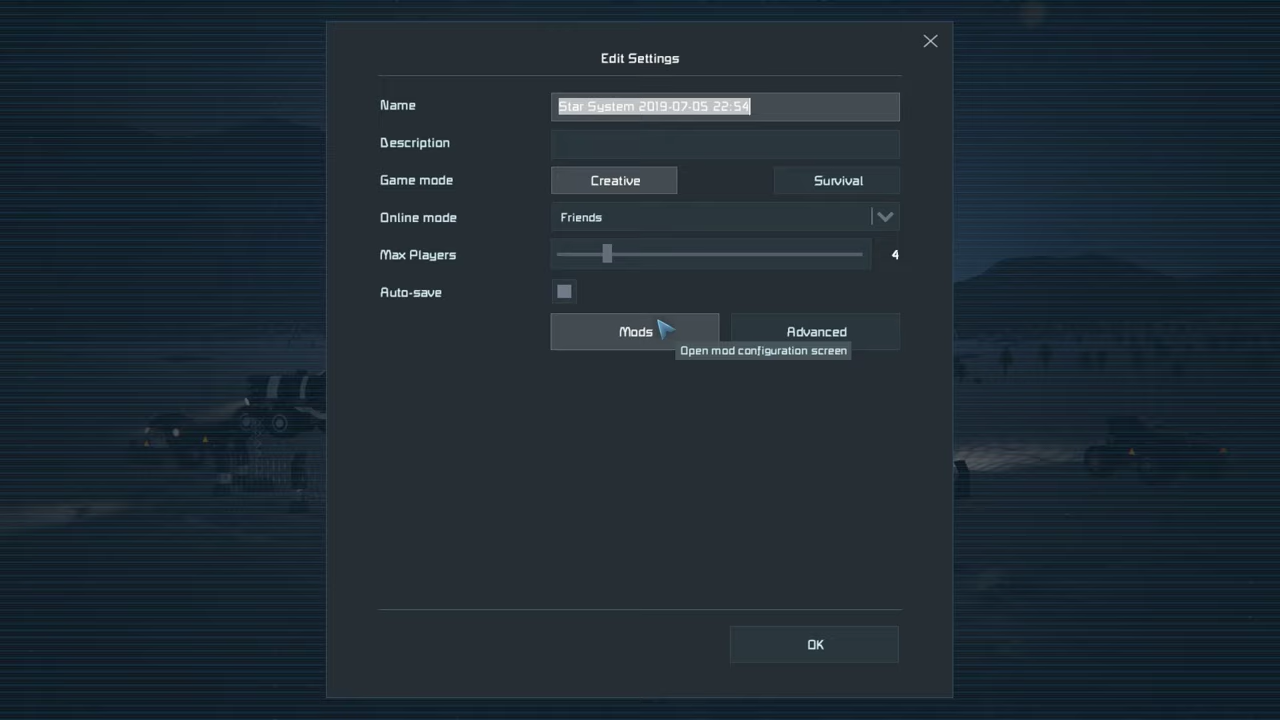 Edit Settings
Name
Star System 2019-07-05 22:54
Description
Game mode
Creative
Survival
Online mode
Friends
Max Players
4
Auto-save
Mods
Advanced
Open mod configuration screen
OK